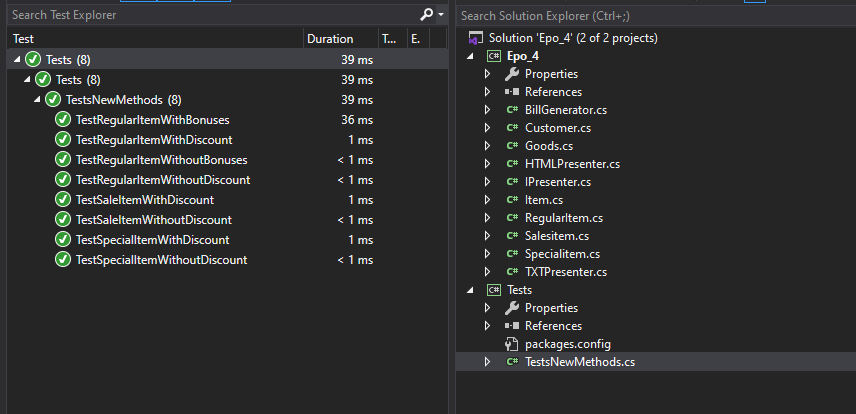 Search Test Explorer
Test Duration T... E.
Tests (8) 39 ms
Tests (8) 39 ms
TestsNewMethods (8) 39 ms
TestRegularItemWithBonuses 36 ms
TestRegularItemWithDiscount 1 ms
TestRegularItemWithoutBonuses < 1 ms
TestRegularItemWithoutDiscount < 1 ms
TestSaleItemWithDiscount 1 ms
TestSaleItemWithoutDiscount < 1 ms
TestSpecialItemWithDiscount 1 ms
TestSpecialItemWithoutDiscount < 1 ms
Search Solution Explorer (Ctrl+;)
Solution 'Epo_4' (2 of 2 projects)
C# Epo_4
Properties
References
C# BillGenerator.cs
C# Customer.cs
C# Goods.cs
C# HTMLPresenter.cs
C# IPresenter.cs
C# Item.cs
C# RegularItem.cs
C# Salesitem.cs
C# Specialitem.cs
C# TXTPresenter.cs
C# Tests
Properties
References
packages.config
C# TestsNewMethods.cs